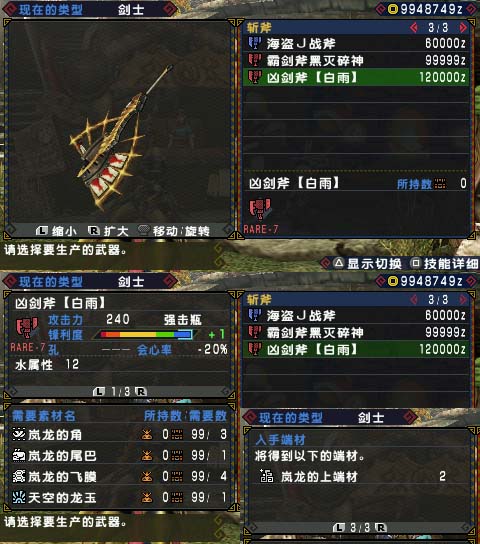 现在的类型 剑士 9948749z
斩斧 3/3
海盗J战斧 60000z
霸剑斧黑灭碎神 99999z
凶剑斧【白雨】 120000z
凶剑斧【白雨】 所持数 0
RARE-7
L 缩小 R 扩大 移动/旋转
请选择要生产的武器。
△显示切换 □技能详细
现在的类型 剑士 9948749z
凶剑斧【白雨】
攻击力 240 强击瓶
锋利度 +1
RARE-7 孔 --- 会心率 -20%
水属性 12
L 1/3 R
斩斧 3/3
海盗J战斧 60000z
霸剑斧黑灭碎神 99999z
凶剑斧【白雨】 120000z
需要素材名 所持数/需要数
岚龙的角 0 99/ 3
岚龙的尾巴 0 99/ 1
岚龙的飞膜 0 99/ 4
天空的龙玉 0 99/ 1
请选择要生产的武器。
现在的类型 剑士
入手端材
将得到以下的端材。
岚龙的上端材 2
L 3/3 R